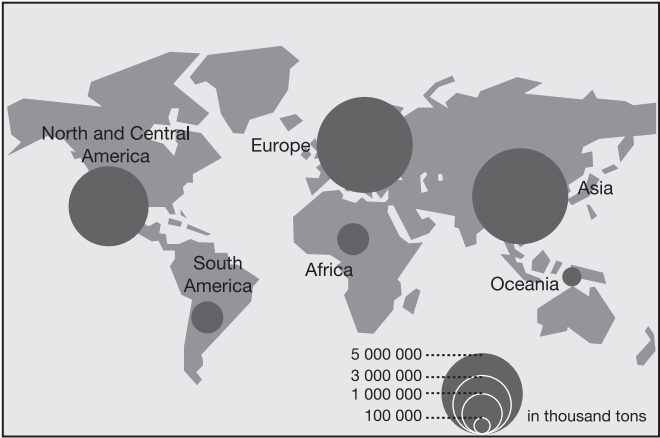 North and Central
America
Europe
Asia
South
America
Africa
Oceania
5 000 000
3 000 000
1 000 000
100 000
in thousand tons